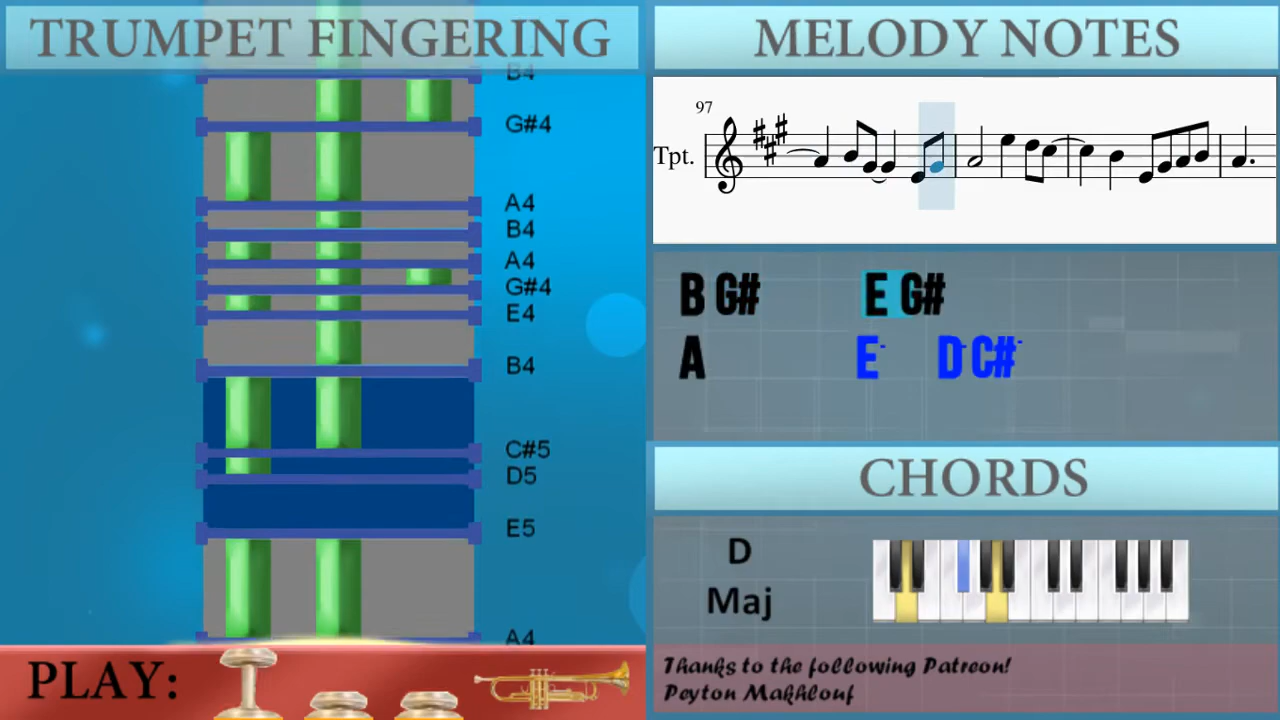 TRUMPET FINGERING
B4
G#4
A4
B4
A4
G#4
E4
B4
C#5
D5
E5
A4
PLAY:
MELODY NOTES
97
Tpt.
B G# E G#
A E- D- C#-
CHORDS
D
Maj
Thanks to the following Patreon!
Peyton Makhlouf